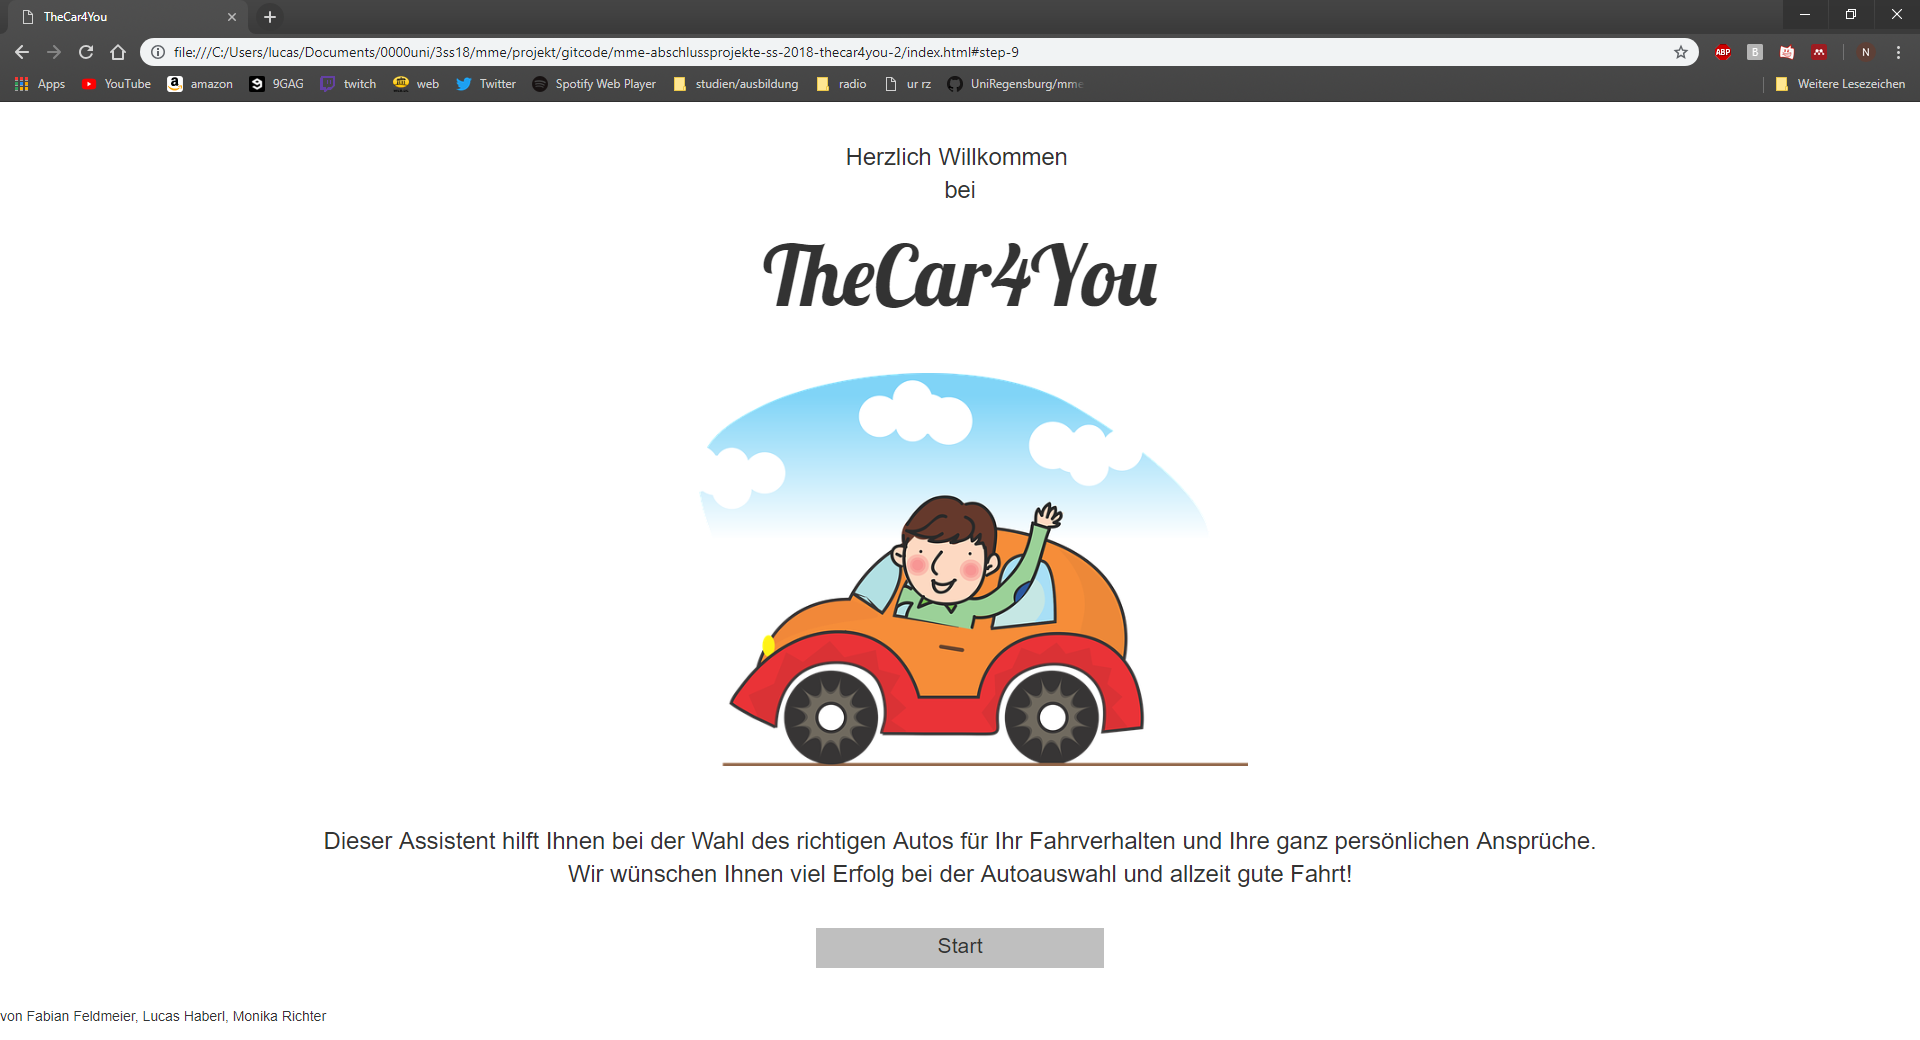 TheCar4You
file:///C:/Users/lucas/Documents/0000uni/3ss18/mme/projekt/gitcode/mme-abschlussprojekte-ss-2018-thecar4you-2/index.html#step-9
ABP
B
N
Apps
YouTube
amazon
9GAG
twitch
web
Twitter
Spotify Web Player
studien/ausbildung
radio
ur rz
UniRegensburg/mme
Weitere Lesezeichen
Herzlich Willkommen
bei
TheCar4You
Dieser Assistent hilft Ihnen bei der Wahl des richtigen Autos für Ihr Fahrverhalten und Ihre ganz persönlichen Ansprüche.
Wir wünschen Ihnen viel Erfolg bei der Autoauswahl und allzeit gute Fahrt!
Start
von Fabian Feldmeier, Lucas Haberl, Monika Richter